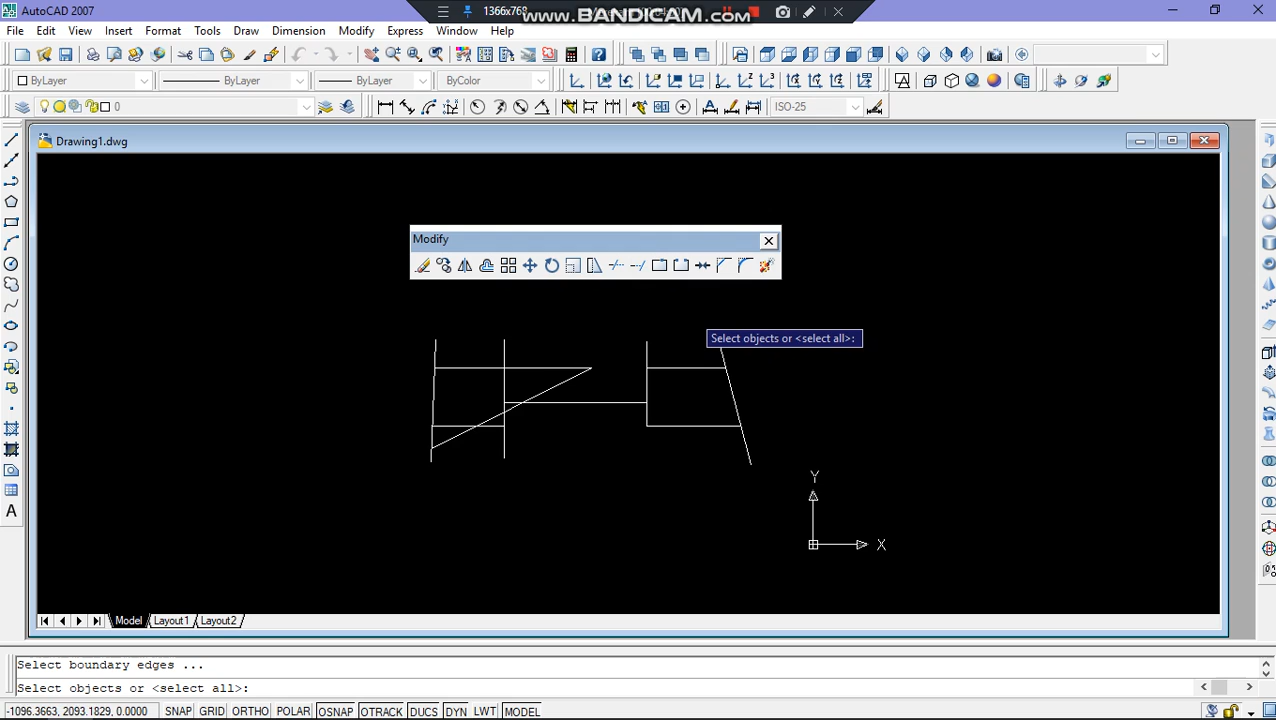 AutoCAD 2007
1366x768
www.BANDICAM.com
File Edit View Insert Format Tools Draw Dimension Modify Express Window Help
ByLayer ByLayer ByLayer ByColor
0 ISO-25
Drawing1.dwg
Modify
Select objects or <select all>:
Y
X
Model Layout1 Layout2
Select boundary edges ...
Select objects or <select all>:
-1096.3663, 2093.1829, 0.0000 SNAP GRID ORTHO POLAR OSNAP OTRACK DUCS DYN LWT MODEL